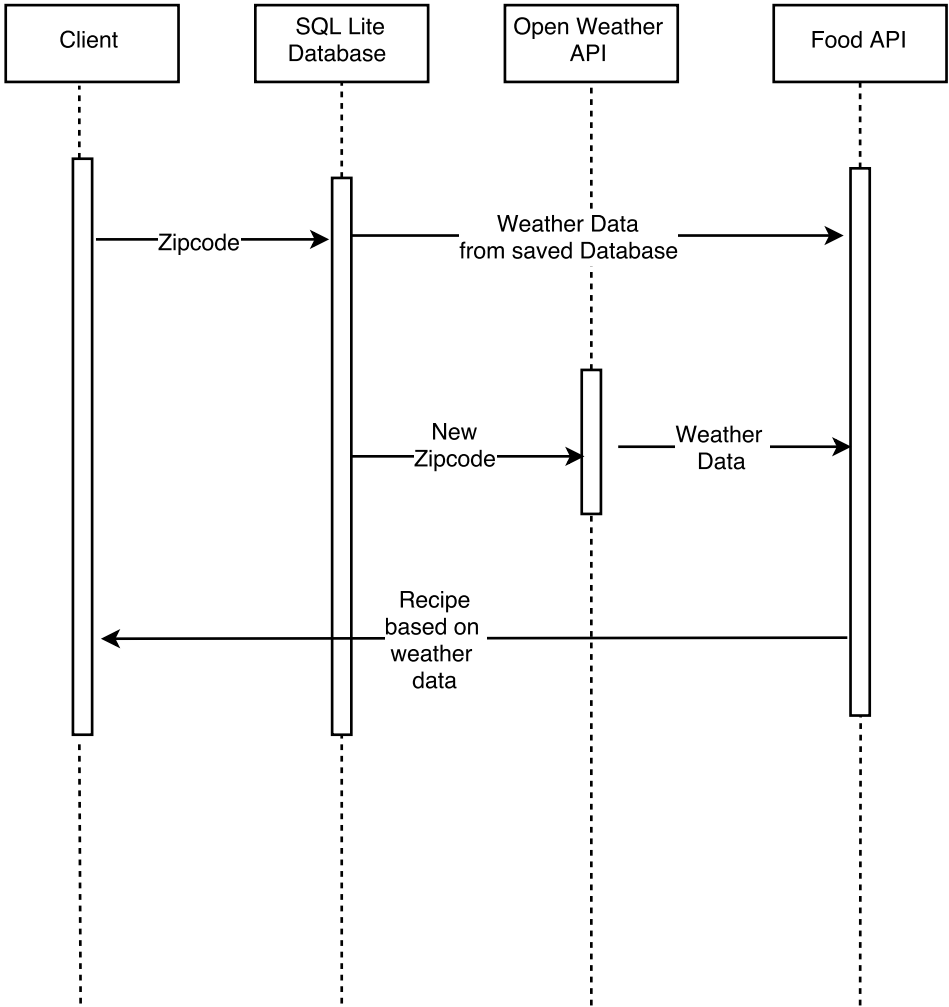 Client
SQL Lite
Database
Open Weather
API
Food API
Zipcode
Weather Data
from saved Database
New
Zipcode
Weather
Data
Recipe
based on
weather
data